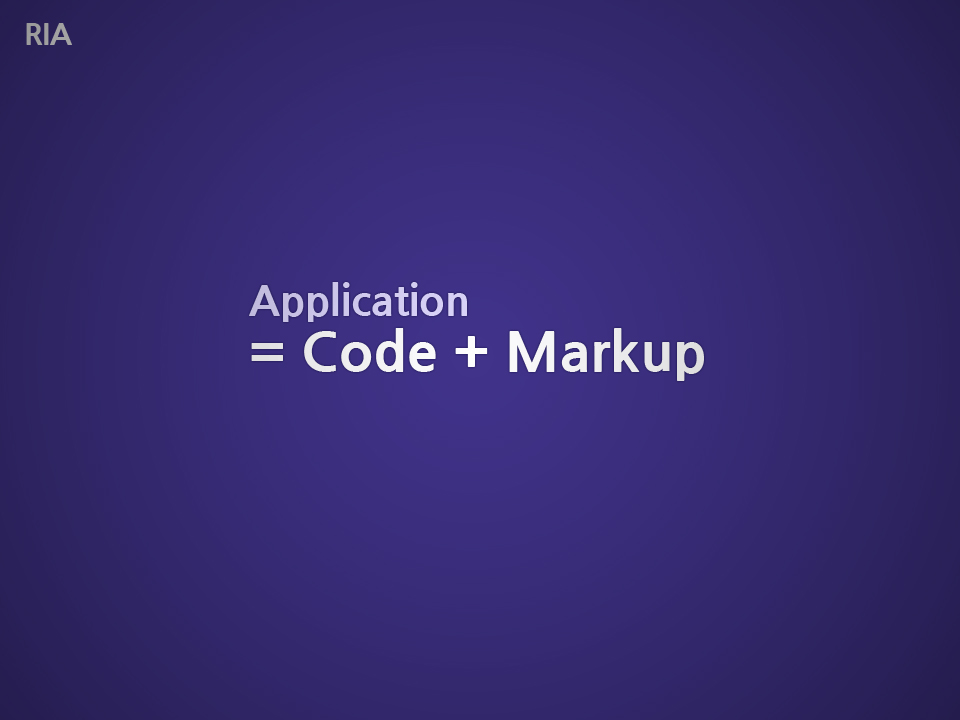 RIA
Application
= Code + Markup